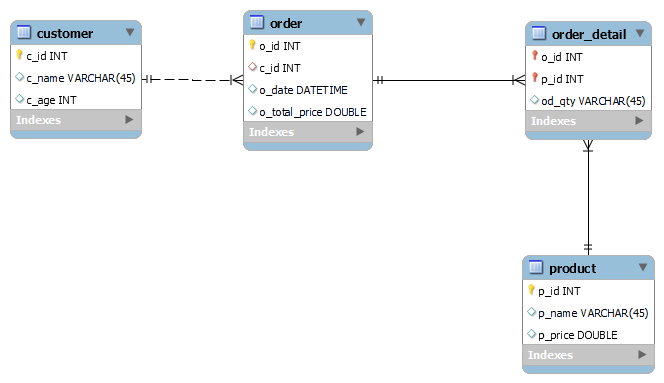 customer
c_id INT
c_name VARCHAR(45)
c_age INT
Indexes
order
o_id INT
c_id INT
o_date DATETIME
o_total_price DOUBLE
Indexes
order_detail
o_id INT
p_id INT
od_qty VARCHAR(45)
Indexes
product
p_id INT
p_name VARCHAR(45)
p_price DOUBLE
Indexes